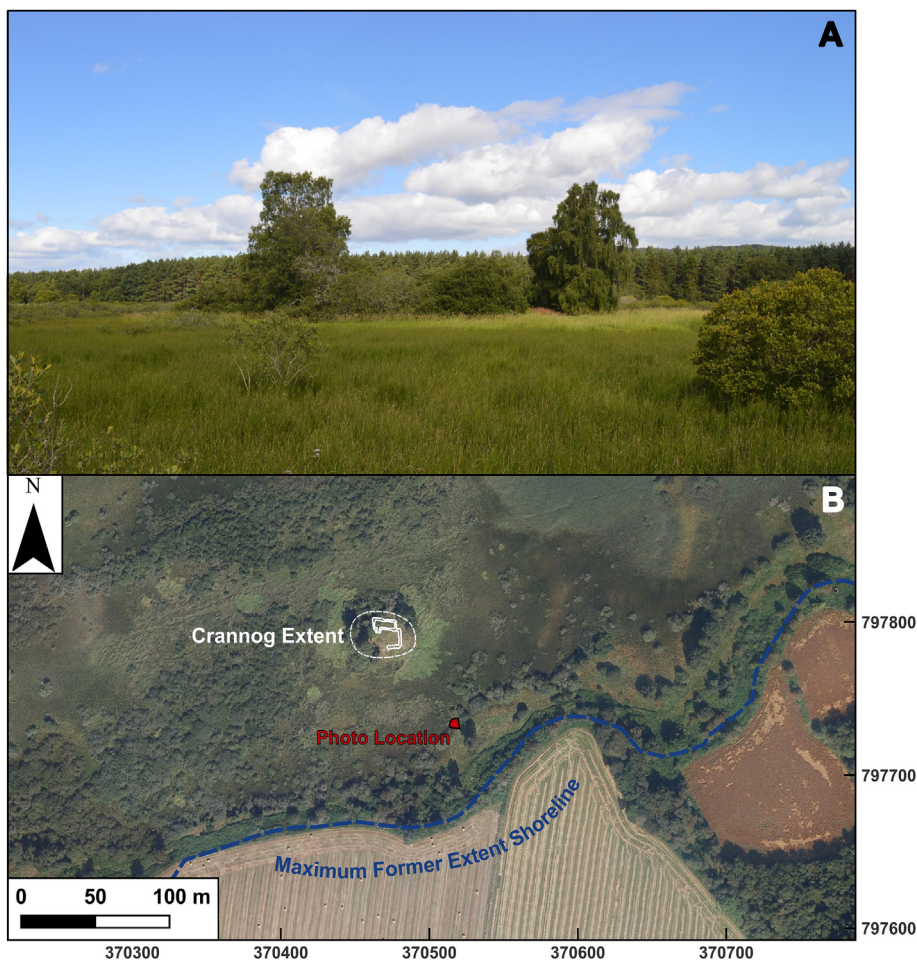 A
N
B
Crannog Extent
Photo Location
Maximum Former Extent Shoreline
0 50 100 m
797800
797700
797600
370300 370400 370500 370600 370700